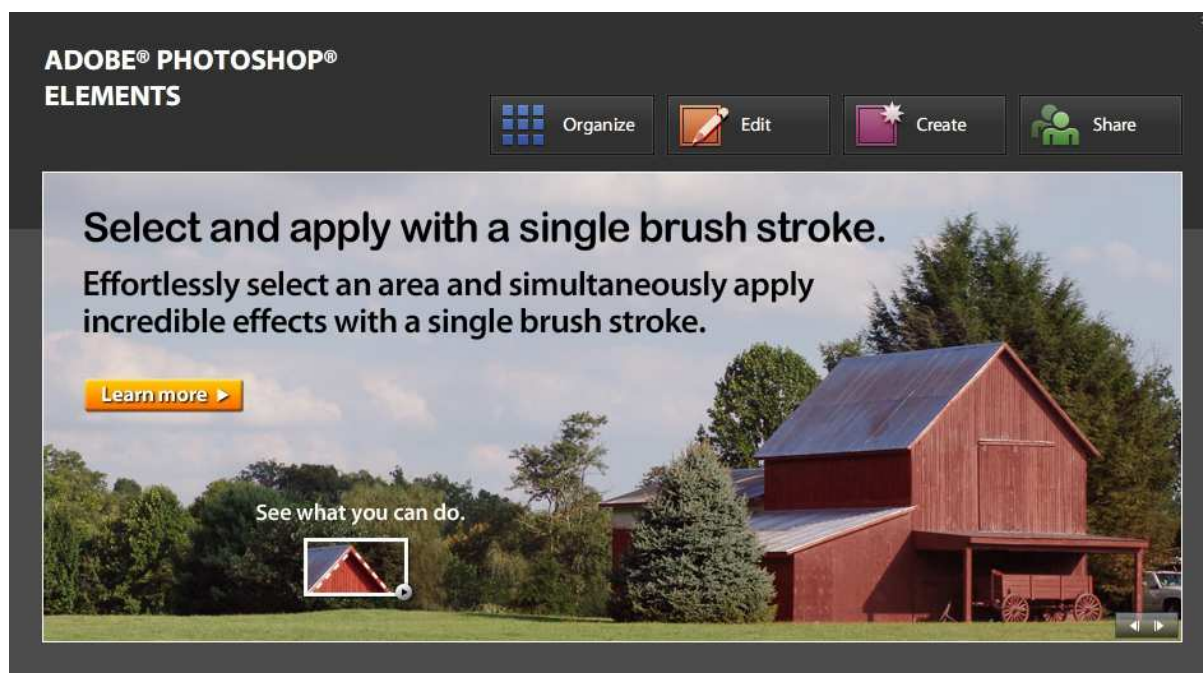 ADOBE® PHOTOSHOP®
ELEMENTS
Organize
Edit
Create
Share
Select and apply with a single brush stroke.
Effortlessly select an area and simultaneously apply
incredible effects with a single brush stroke.
Learn more
See what you can do.